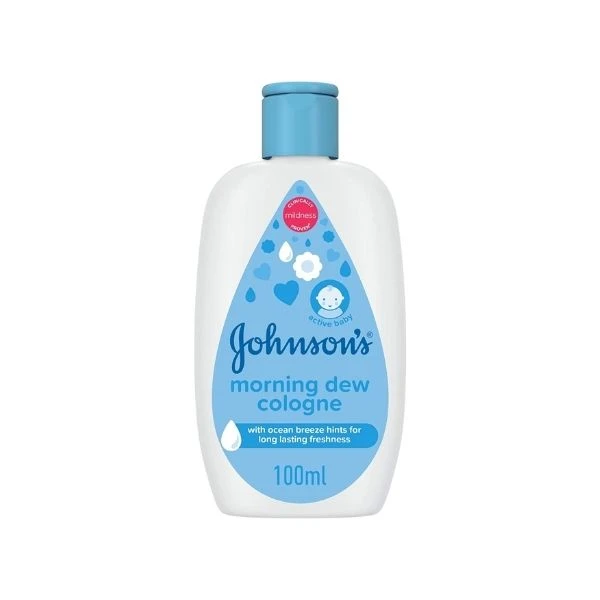 CLINICALLY
mildness
PROVEN*
active baby
Johnson's®
morning dew
cologne
with ocean breeze hints for
long lasting freshness
100ml